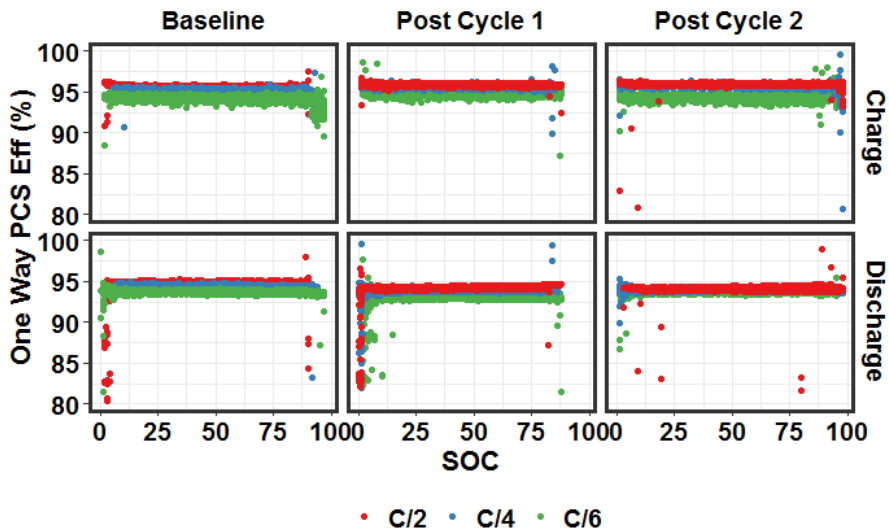 Baseline Post Cycle 1 Post Cycle 2
One Way PCS Eff (%)
100
95
90
85
80
Charge
100
95
90
85
80
Discharge
0 25 50 75 100 0 25 50 75 100 0 25 50 75 100
SOC
C/2 C/4 C/6